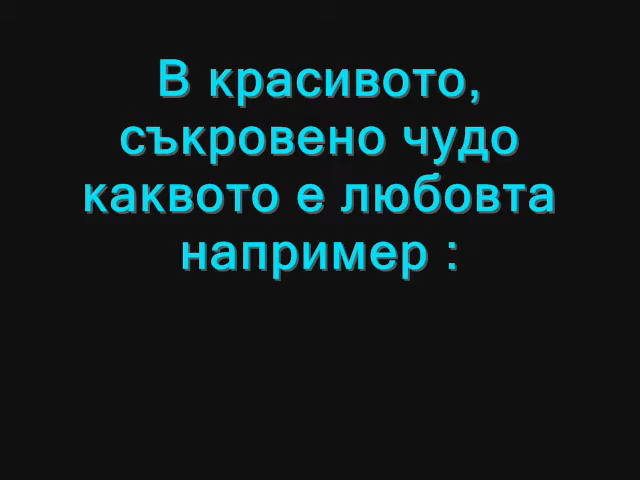 В красивото,
съкровено чудо
каквото е любовта
например :